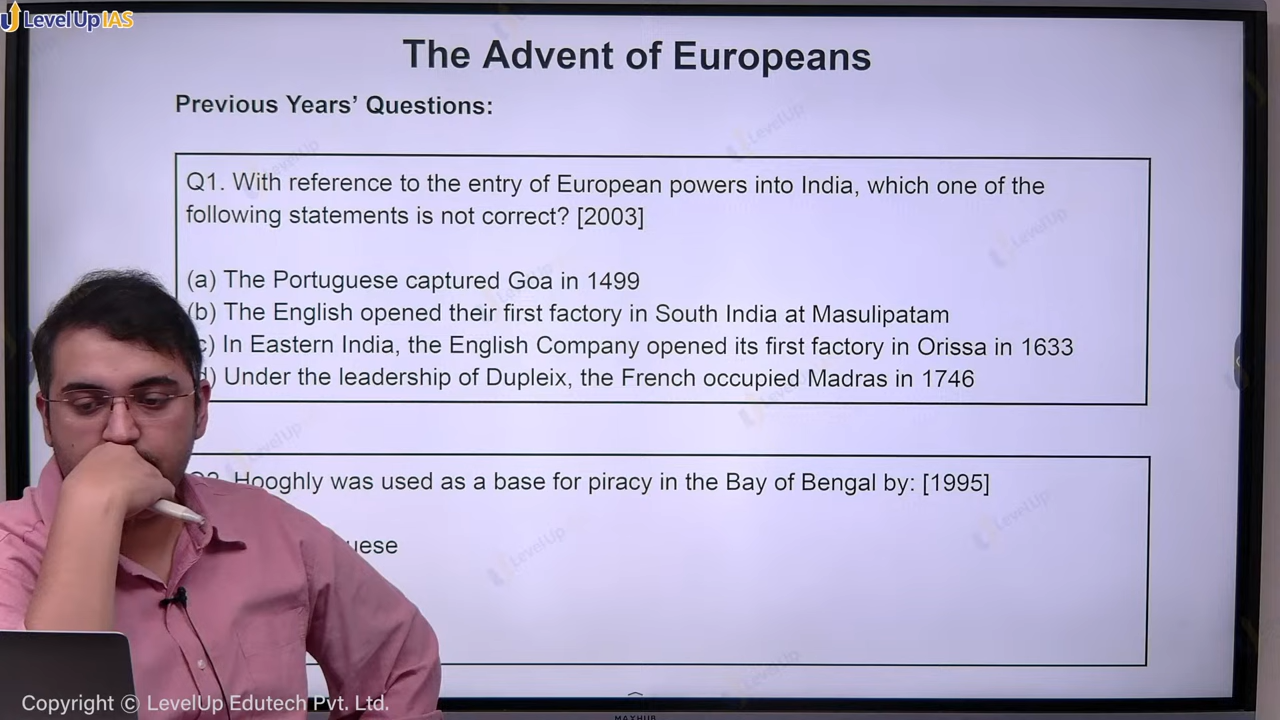 LevelUp IAS
The Advent of Europeans
Previous Years’ Questions:
Q1. With reference to the entry of European powers into India, which one of the
following statements is not correct? [2003]
(a) The Portuguese captured Goa in 1499
(b) The English opened their first factory in South India at Masulipatam
c) In Eastern India, the English Company opened its first factory in Orissa in 1633
d) Under the leadership of Dupleix, the French occupied Madras in 1746
Hooghly was used as a base for piracy in the Bay of Bengal by: [1995]
uese
Copyright © LevelUp Edutech Pvt. Ltd.
MAXHUB